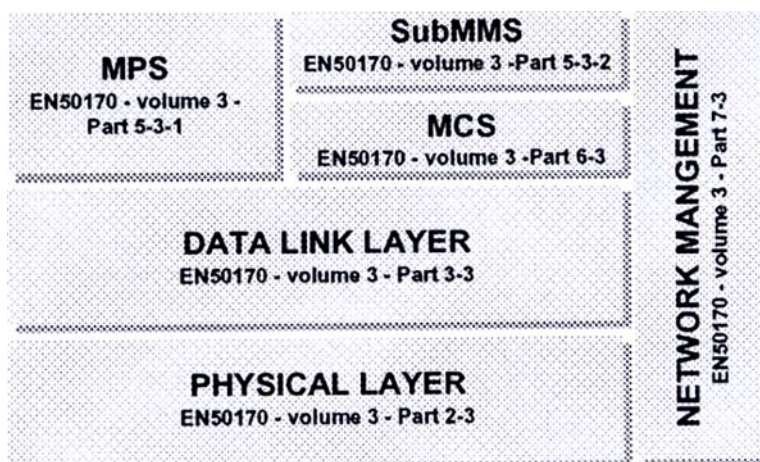 MPS
EN50170 - volume 3 -
Part 5-3-1
SubMMS
EN50170 - volume 3 -Part 5-3-2
MCS
EN50170 - volume 3 -Part 6-3
DATA LINK LAYER
EN50170 - volume 3 - Part 3-3
PHYSICAL LAYER
EN50170 - volume 3 - Part 2-3
NETWORK MANGEMENT
EN50170 - volume 3 - Part 7-3